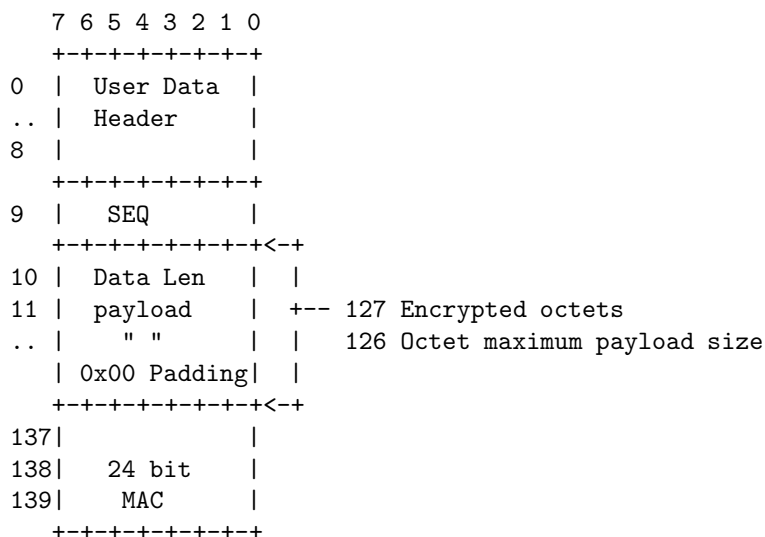 7 6 5 4 3 2 1 0
     +-+-+-+-+-+-+-+
0  |  User Data  |
.. |  Header     |
8  |             |
   +-+-+-+-+-+-+-+
9  |   SEQ       |
   +-+-+-+-+-+-+-+<-+
10 |  Data Len   |  |
11 |  payload    |  +-- 127 Encrypted octets
.. |    " "      |  |   126 Octet maximum payload size
   | 0x00 Padding|  |
   +-+-+-+-+-+-+-+<-+
137|             |
138|   24 bit    |
139|    MAC      |
   +-+-+-+-+-+-+-+